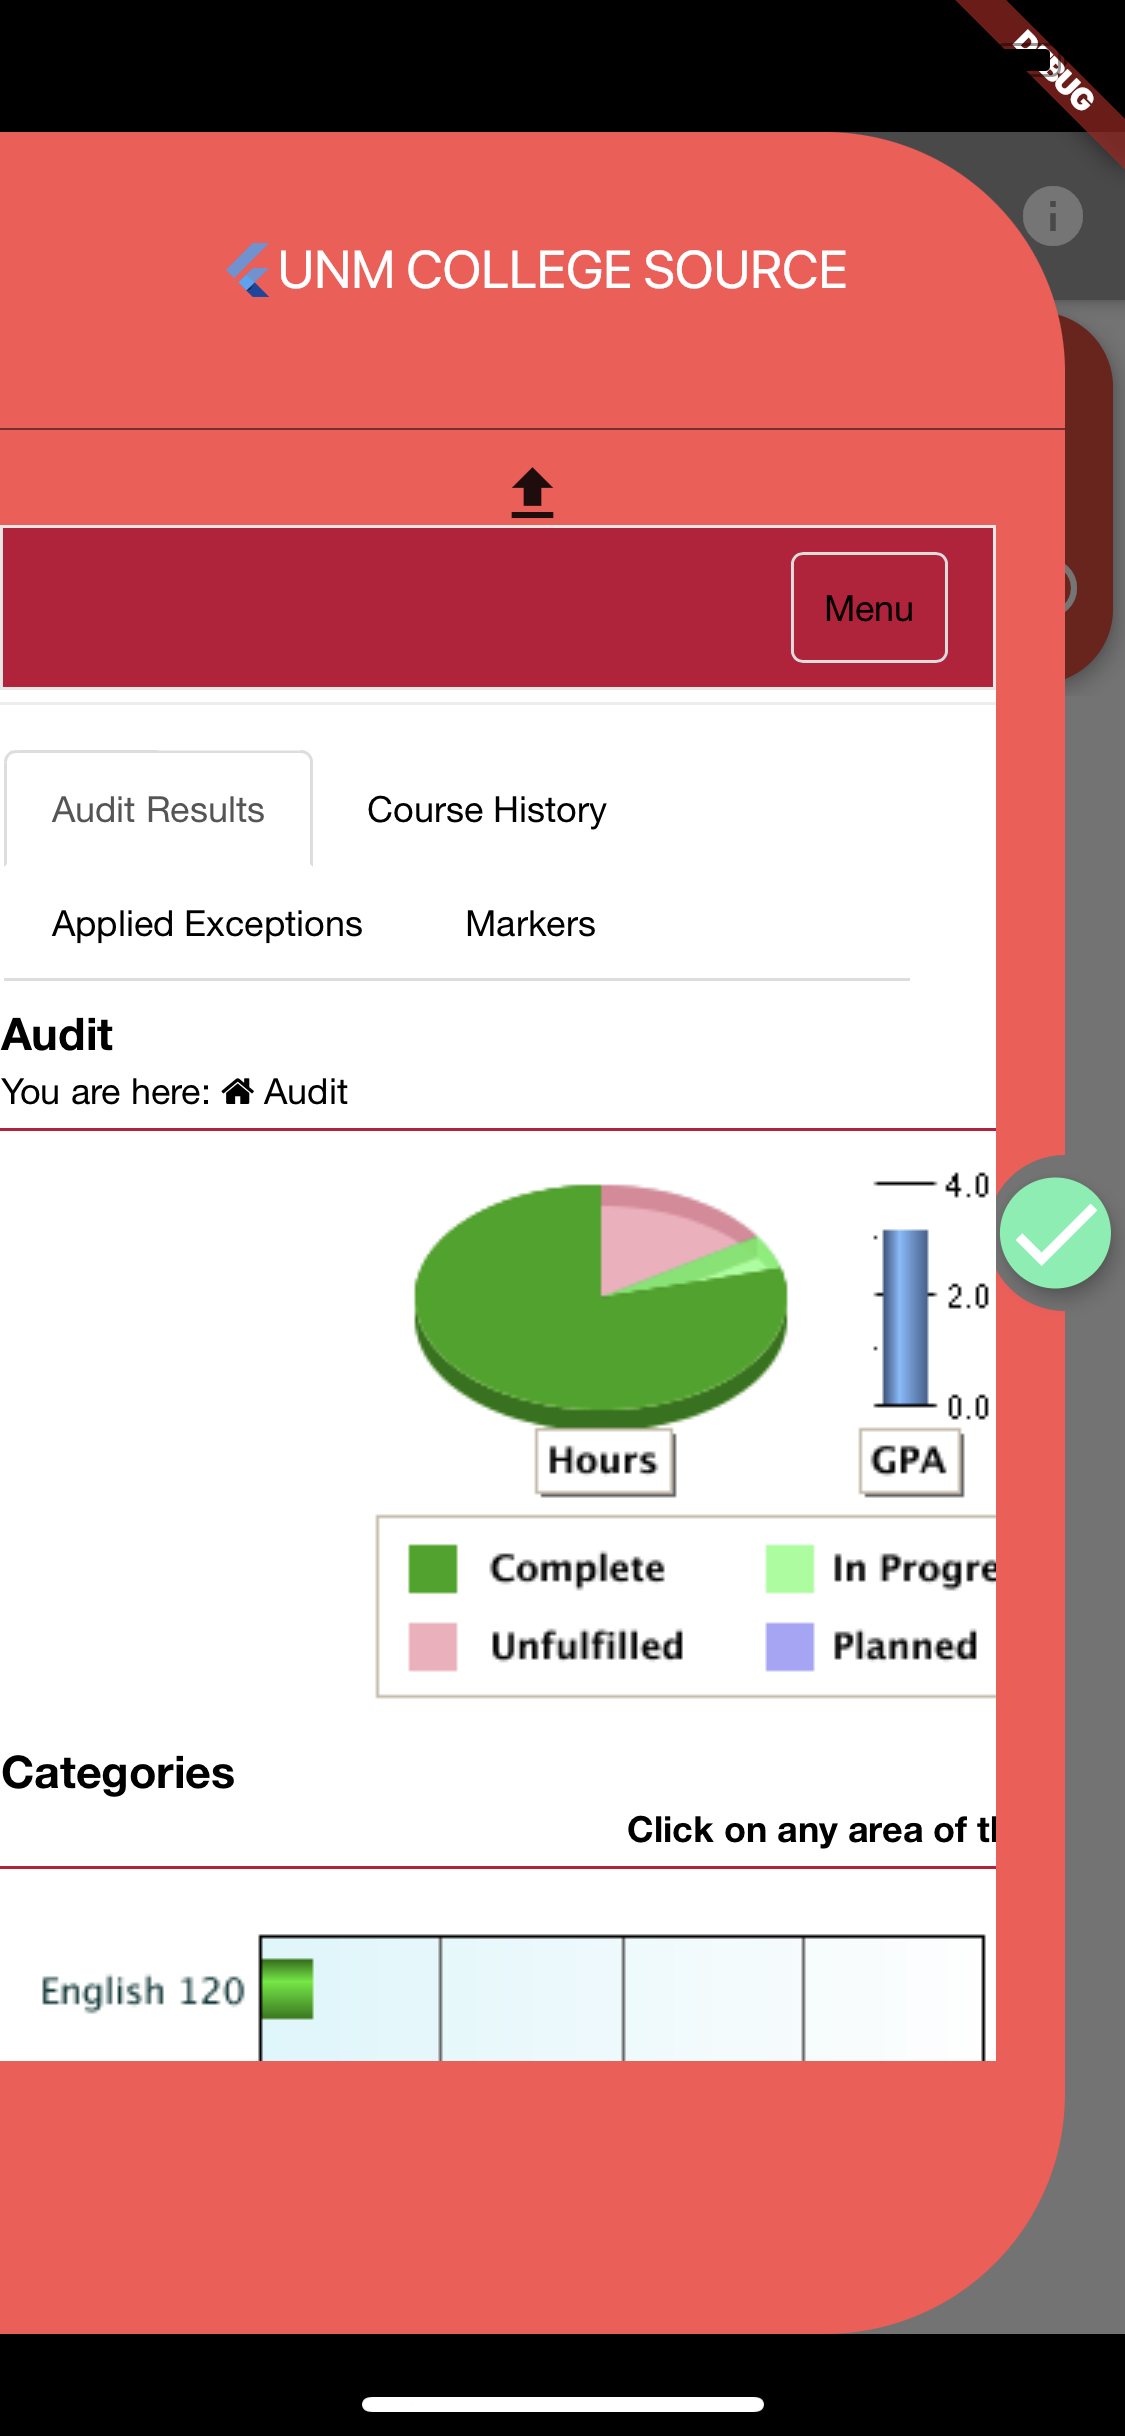 DEBUG
UNM COLLEGE SOURCE
Menu
Audit Results Course History
Applied Exceptions Markers
Audit
You are here: Audit
4.0
2.0
0.0
Hours GPA
Complete In Progre
Unfulfilled Planned
Categories
Click on any area of tl
English 120